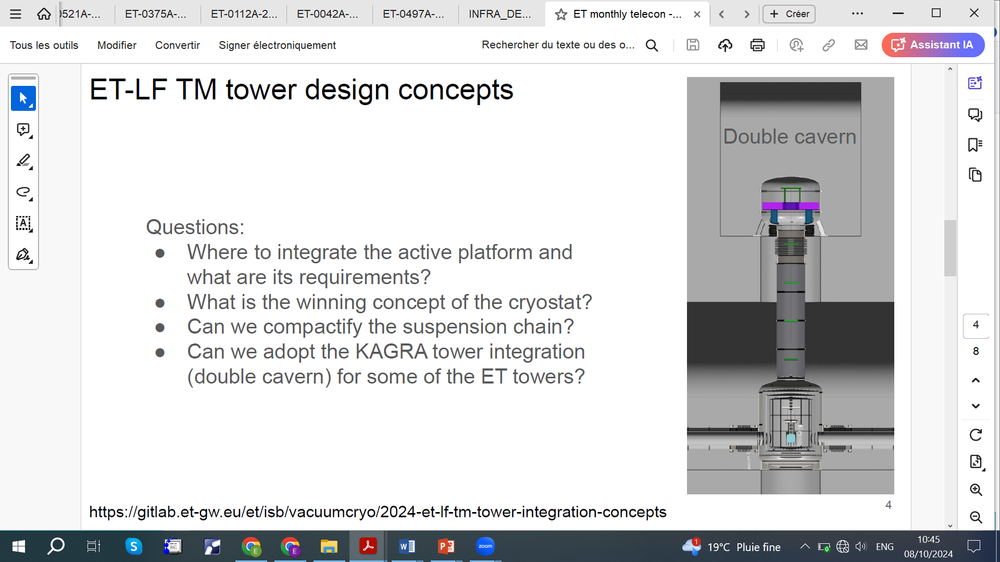 0521A-...
ET-0375A-...
ET-0112A-2...
ET-0042A-...
ET-0497A-...
INFRA_DE...
ET monthly telecon -...
Créer
Tous les outils
Modifier
Convertir
Signer électroniquement
Rechercher du texte ou des o...
Assistant IA
ET-LF TM tower design concepts
Double cavern
Questions:
● Where to integrate the active platform and
what are its requirements?
● What is the winning concept of the cryostat?
● Can we compactify the suspension chain?
● Can we adopt the KAGRA tower integration
(double cavern) for some of the ET towers?
https://gitlab.et-gw.eu/et/isb/vacuumcryo/2024-et-lf-tm-tower-integration-concepts
4
4
8
1
19°C Pluie fine
ENG
10:45
08/10/2024
zoom